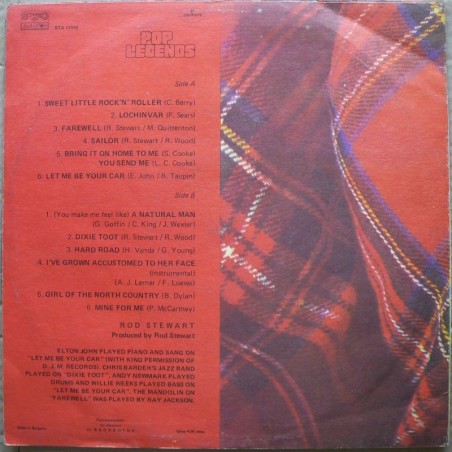 ВТА 11398
POP
LEGENDS
Side A
1. SWEET LITTLE ROCK'N' ROLLER (C. Berry)
2. LOCHINVAR (P. Sears)
3. FAREWELL (R. Stewart / M. Quittenton)
4. SAILOR (R. Stewart / R. Wood)
5. BRING IT ON HOME TO ME (S. Cooke)
YOU SEND ME (L. C. Cooke)
6. LET ME BE YOUR CAR (E. John / B. Taupin)
Side B
1. (You make me feel like) A NATURAL MAN
(G. Goffin / C. King / J. Wexler)
2. DIXIE TOOT (R. Stewart / R. Wood)
3. HARD ROAD (H. Vanda / G. Young)
4. I'VE GROWN ACCUSTOMED TO HER FACE
(Instrumental)
(A. J. Lerner / F. Loewe)
5. GIRL OF THE NORTH COUNTRY (B. Dylan)
6. MINE FOR ME (P. McCartney)
ROD STEWART
Produced by Rod Stewart
ELTON JOHN PLAYED PIANO AND SANG ON
"LET ME BE YOUR CAR" (WITH KING PERMISSION OF
D. J. M. RECORDS). CHRIS BARDER'S JAZZ BAND
PLAYED ON "DIXIE TOOT". ANDY NEWMARK PLAYED
DRUMS AND WILLIE WEEKS PLAYED BASS ON
"LET ME BE YOUR CAR". THE MANDOLIN ON
"FAREWELL" WAS PLAYED BY RAY JACKSON.
Made in Bulgaria